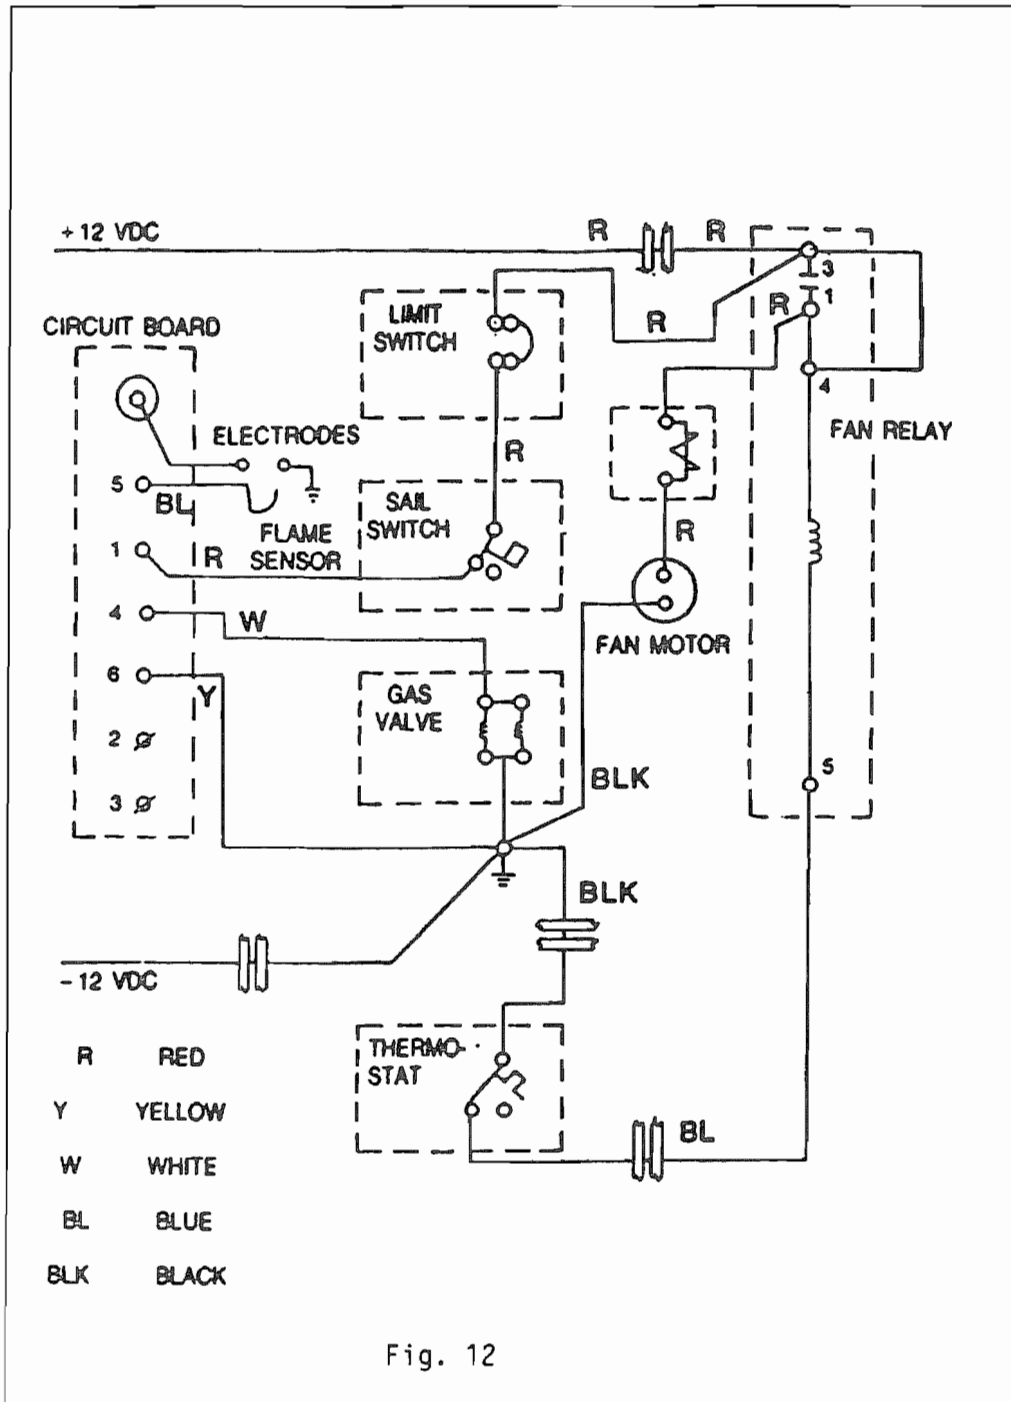 + 12 VDC
R
R
3
1
R
LIMIT
SWITCH
R
CIRCUIT BOARD
4
FAN RELAY
ELECTRODES
R
5
BL
SAIL
SWITCH
FLAME
SENSOR
R
1
R
4
W
FAN MOTOR
6
Y
GAS
VALVE
2
BLK
5
3
BLK
- 12 VDC
THERMO-
STAT
BL
R RED
Y YELLOW
W WHITE
BL BLUE
BLK BLACK
Fig. 12